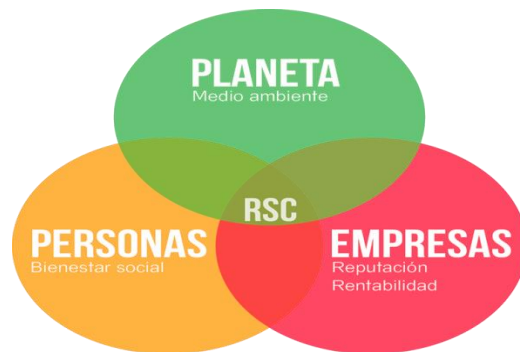 PLANETA
Medio ambiente
RSC
PERSONAS
Bienestar social
EMPRESAS
Reputación
Rentabilidad